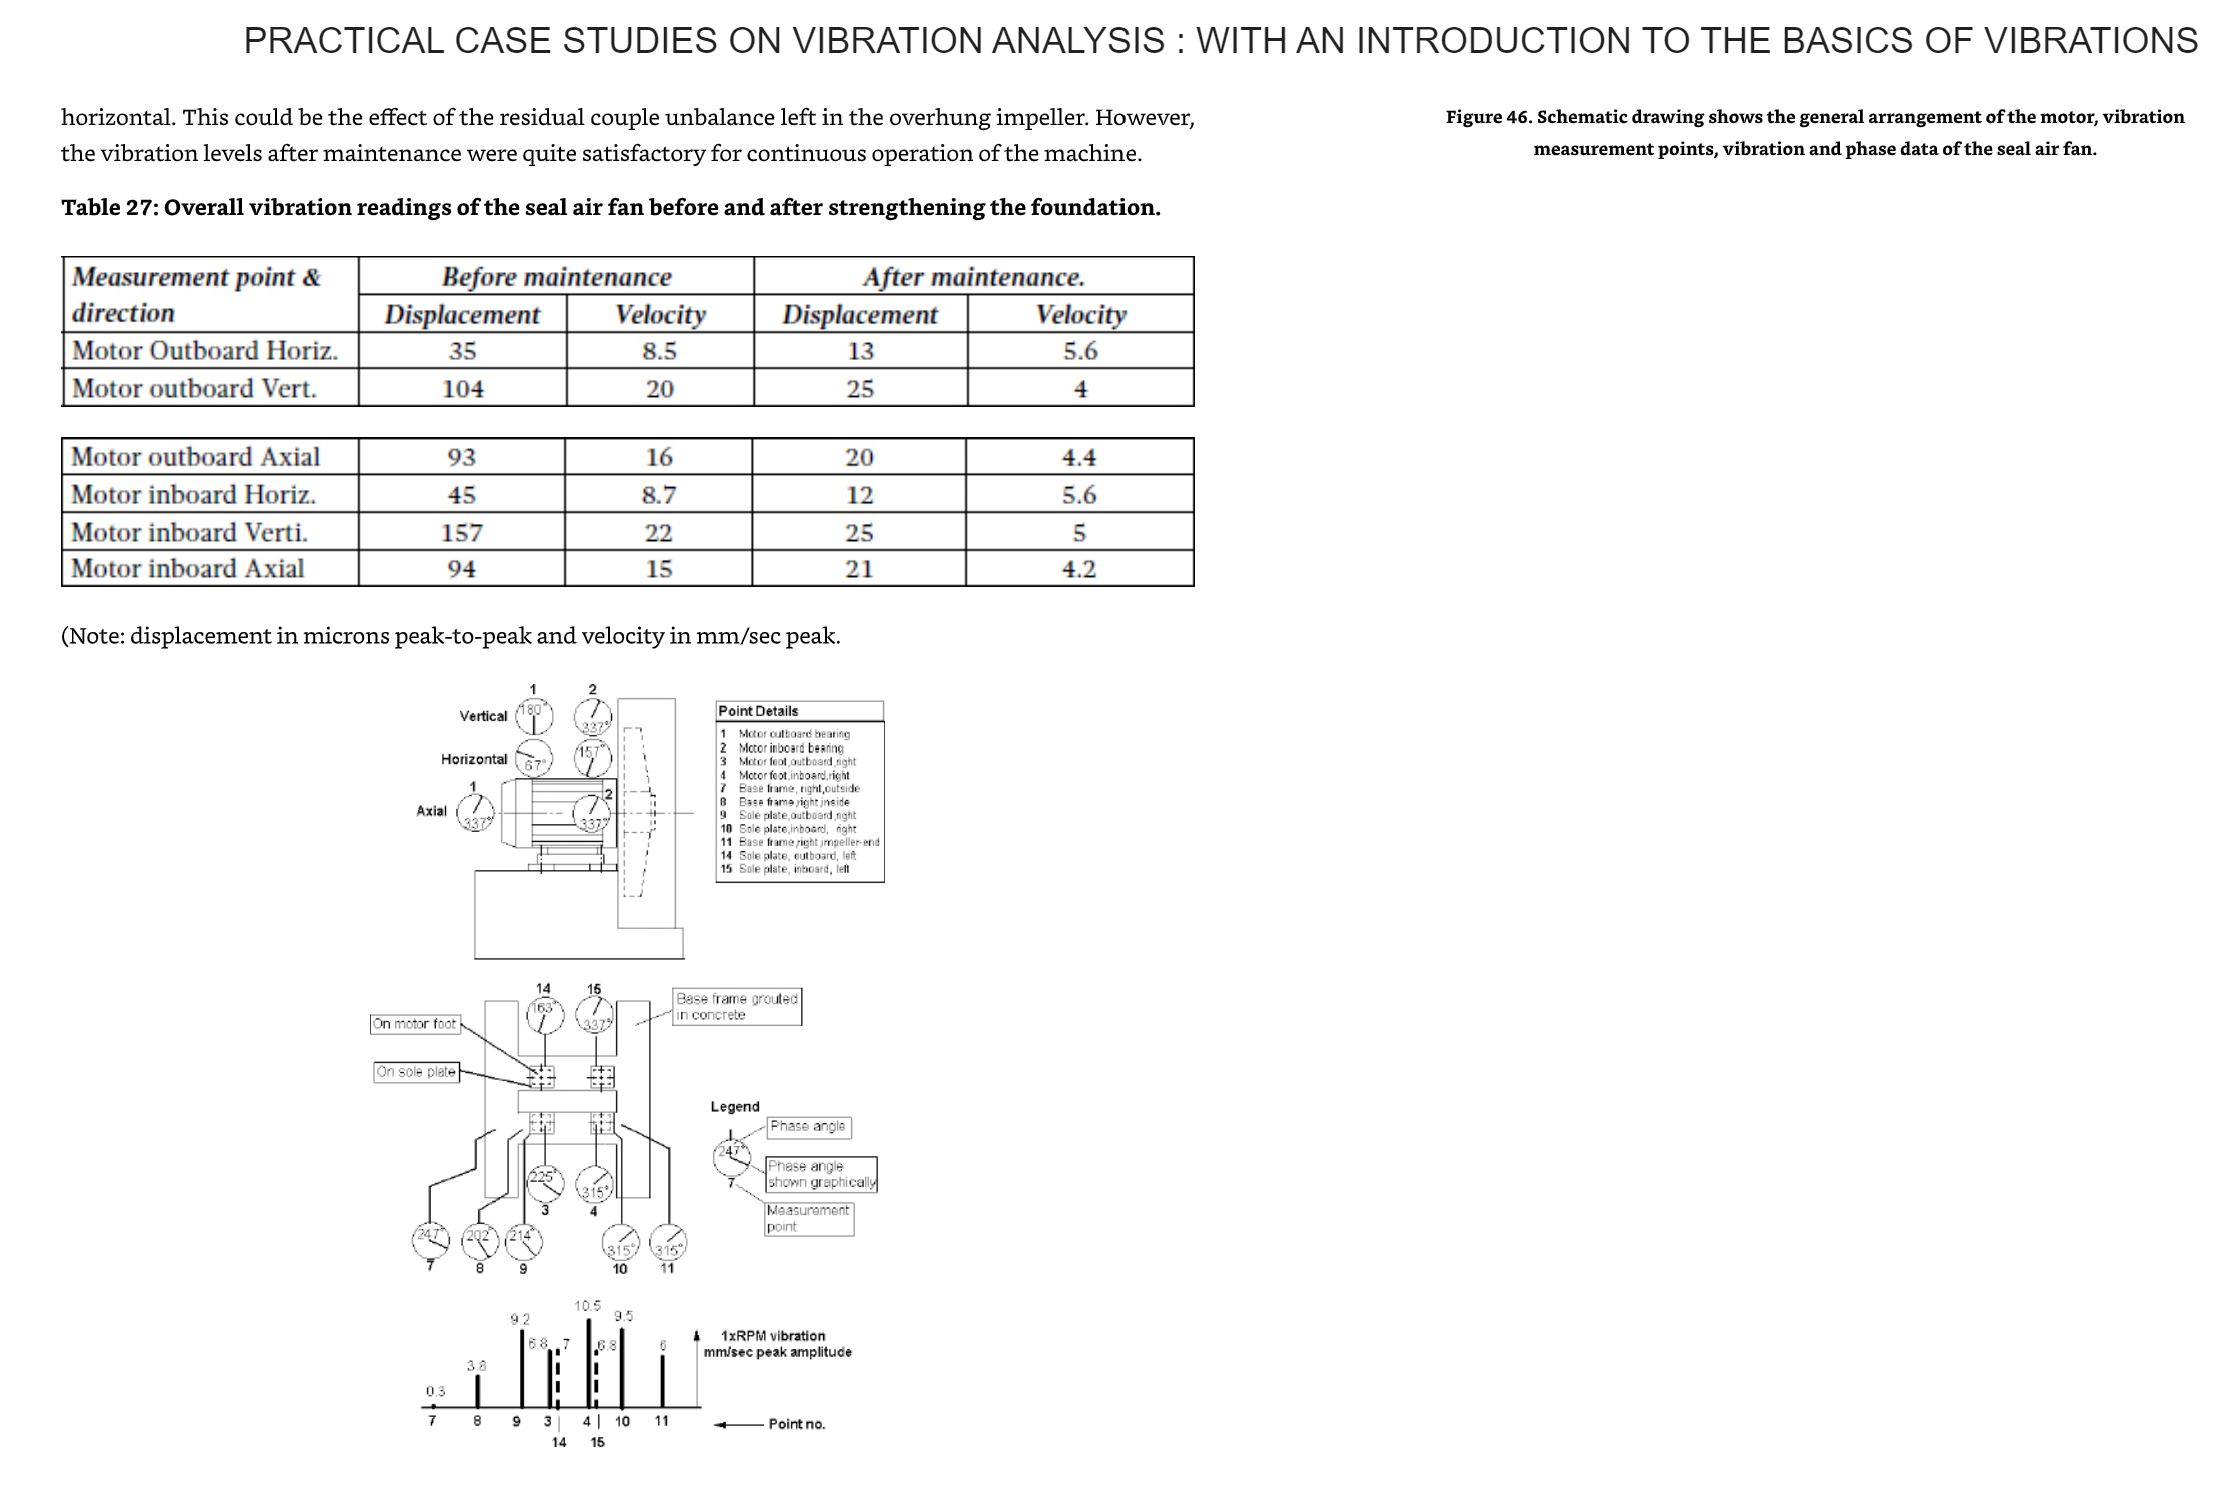 PRACTICAL CASE STUDIES ON VIBRATION ANALYSIS : WITH AN INTRODUCTION TO THE BASICS OF VIBRATIONS
horizontal. This could be the effect of the residual couple unbalance left in the overhung impeller. However,
the vibration levels after maintenance were quite satisfactory for continuous operation of the machine.
Table 27: Overall vibration readings of the seal air fan before and after strengthening the foundation.
Measurement point & direction Before maintenance After maintenance.
Displacement Velocity Displacement Velocity
Motor Outboard Horiz. 35 8.5 13 5.6
Motor outboard Vert. 104 20 25 4
Motor outboard Axial 93 16 20 4.4
Motor inboard Horiz. 45 8.7 12 5.6
Motor inboard Verti. 157 22 25 5
Motor inboard Axial 94 15 21 4.2
(Note: displacement in microns peak-to-peak and velocity in mm/sec peak.
1 2
Vertical 180° 337°
Horizontal 67° 157°
1 2
Axial 337° 337°
Point Details
1 Motor outboard bearing
2 Motor inboard bearing
3 Motor foot,outboard,right
4 Motor foot,inboard,right
7 Base frame, right,outside
8 Base frame,right,inside
9 Sole plate,outboard,right
10 Sole plate,inboard, right
11 Base frame,right,impeller-end
14 Sole plate, outboard, left
15 Sole plate, inboard, left
14 15
163° 337°
Base frame grouted
in concrete
On motor foot
On sole plate
225° 315°
3 4
247° 202° 214° 315° 315°
7 8 9 10 11
Legend
Phase angle
247°
Phase angle
shown graphically
7
Measurement
point
10.5
9.2 9.5
6.8 7 6.8 6
3.8
0.3
1xRPM vibration
mm/sec peak amplitude
7 8 9 3 4 10 11
14 15
Point no.
Figure 46. Schematic drawing shows the general arrangement of the motor, vibration
measurement points, vibration and phase data of the seal air fan.